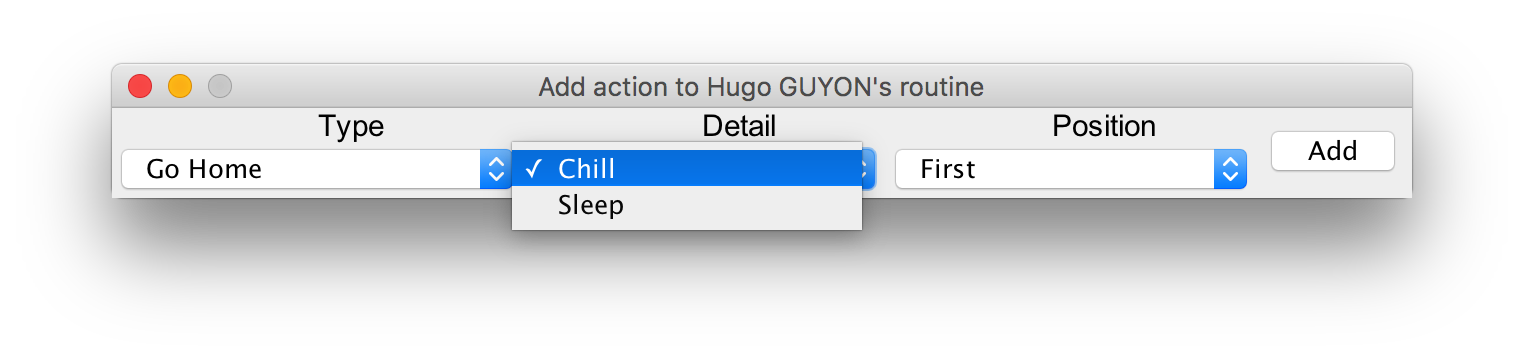 Add action to Hugo GUYON's routine
Type Detail Position
Go Home ✓ Chill First Add
Sleep